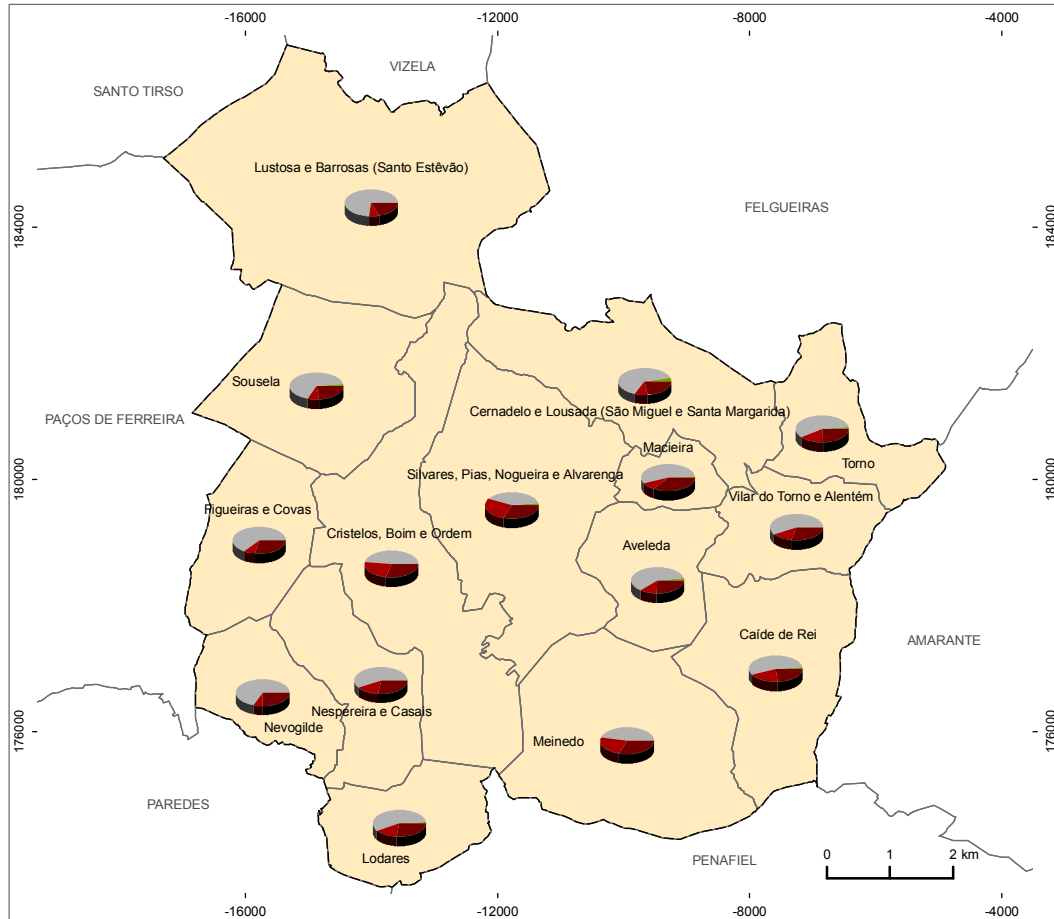 -16000
-12000
-8000
-4000
VIZELA
SANTO TIRSO
Lustosa e Barrosas (Santo Estêvão)
FELGUEIRAS
184000
184000
Sousela
Cernadelo e Lousada (São Miguel e Santa Margarida)
PAÇOS DE FERREIRA
Macieira
Torno
Silvares, Pias, Nogueira e Alvarenga
180000
180000
Vilar do Torno e Alentém
Figueiras e Covas
Cristelos, Boim e Ordem
Aveleda
Caíde de Rei
AMARANTE
Nespereira e Casais
Nevogilde
176000
176000
Meinedo
PAREDES
Lodares
PENAFIEL
0
1
2 km
-16000
-12000
-8000
-4000